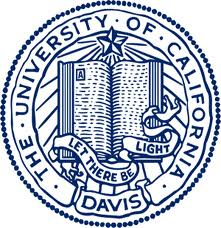 · THE · UNIVERSITY · OF · CALIFORNIA ·
A
LET THERE BE LIGHT
DAVIS